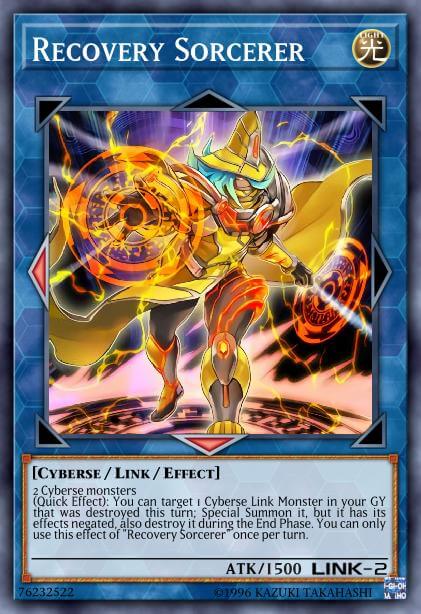 Recovery Sorcerer
LIGHT
光
[Cyberse / Link / Effect]
2 Cyberse monsters
(Quick Effect): You can target 1 Cyberse Link Monster in your GY
that was destroyed this turn; Special Summon it, but it has its
effects negated, also destroy it during the End Phase. You can only
use this effect of "Recovery Sorcerer" once per turn.
ATK/1500 LINK-2
76232522
©1996 KAZUKI TAKAHASHI